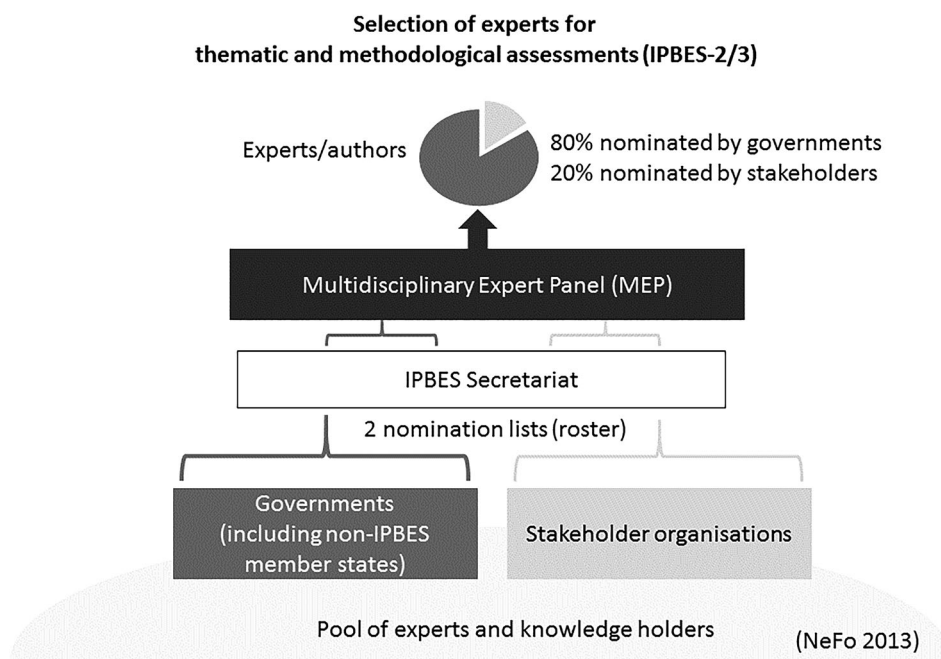 Selection of experts for
thematic and methodological assessments (IPBES-2/3)
Experts/authors
80% nominated by governments
20% nominated by stakeholders
Multidisciplinary Expert Panel (MEP)
IPBES Secretariat
2 nomination lists (roster)
Governments
(including non-IPBES
member states)
Stakeholder organisations
Pool of experts and knowledge holders
(NeFo 2013)